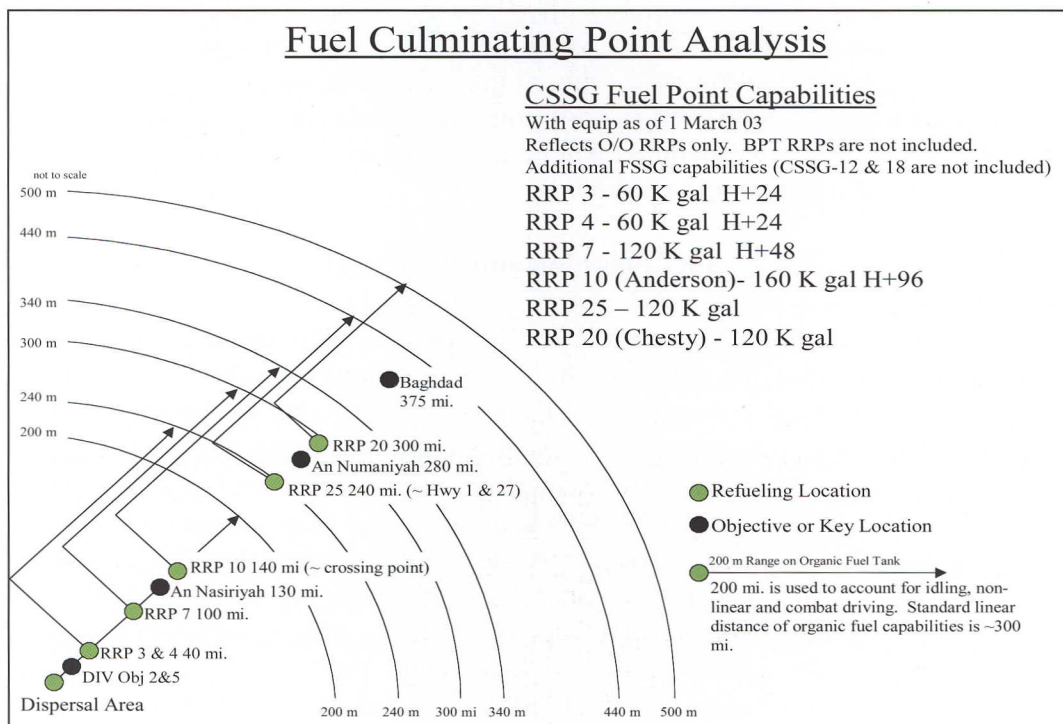 Fuel Culminating Point Analysis
CSSG Fuel Point Capabilities
With equip as of 1 March 03
Reflects O/O RRPs only. BPT RRPs are not included.
Additional FSSG capabilities (CSSG-12 & 18 are not included)
RRP 3 - 60 K gal H+24
RRP 4 - 60 K gal H+24
RRP 7 - 120 K gal H+48
RRP 10 (Anderson)- 160 K gal H+96
RRP 25 – 120 K gal
RRP 20 (Chesty) - 120 K gal
not to scale
500 m
440 m
340 m
300 m
240 m
200 m
Baghdad
375 mi.
RRP 20 300 mi.
An Numaniyah 280 mi.
RRP 25 240 mi. (~ Hwy 1 & 27)
RRP 10 140 mi (~ crossing point)
An Nasiriyah 130 mi.
RRP 7 100 mi.
RRP 3 & 4 40 mi.
DIV Obj 2&5
Dispersal Area
200 m 240 m 300 mi 340 m 440 m 500 m
Refueling Location
Objective or Key Location
200 m Range on Organic Fuel Tank
200 mi. is used to account for idling, non-
linear and combat driving. Standard linear
distance of organic fuel capabilities is ~300
mi.